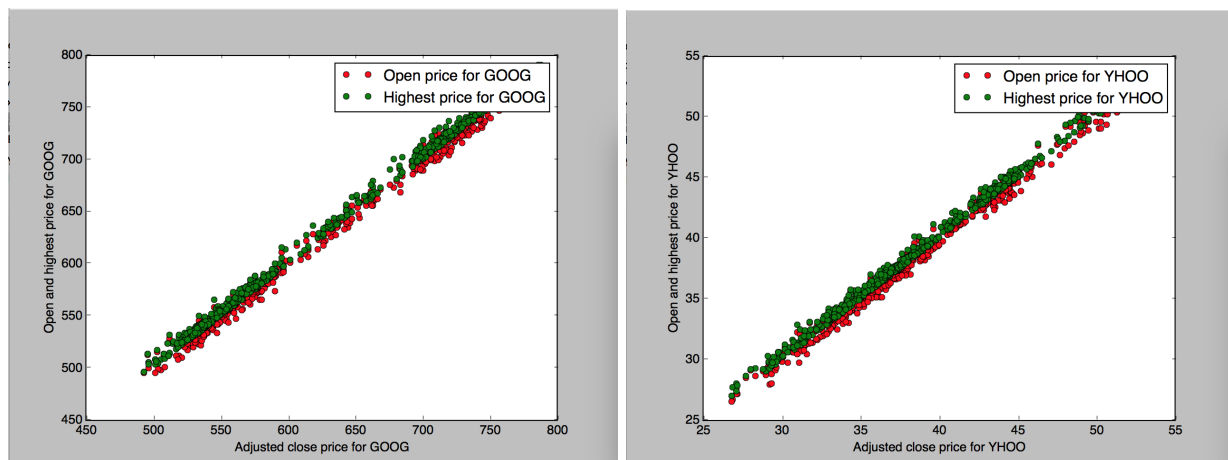 800
750
700
650
600
550
500
450
Open and highest price for GOOG
Open price for GOOG
Highest price for GOOG
450 500 550 600 650 700 750 800
Adjusted close price for GOOG
55
50
45
40
35
30
25
Open and highest price for YHOO
Open price for YHOO
Highest price for YHOO
25 30 35 40 45 50 55
Adjusted close price for YHOO